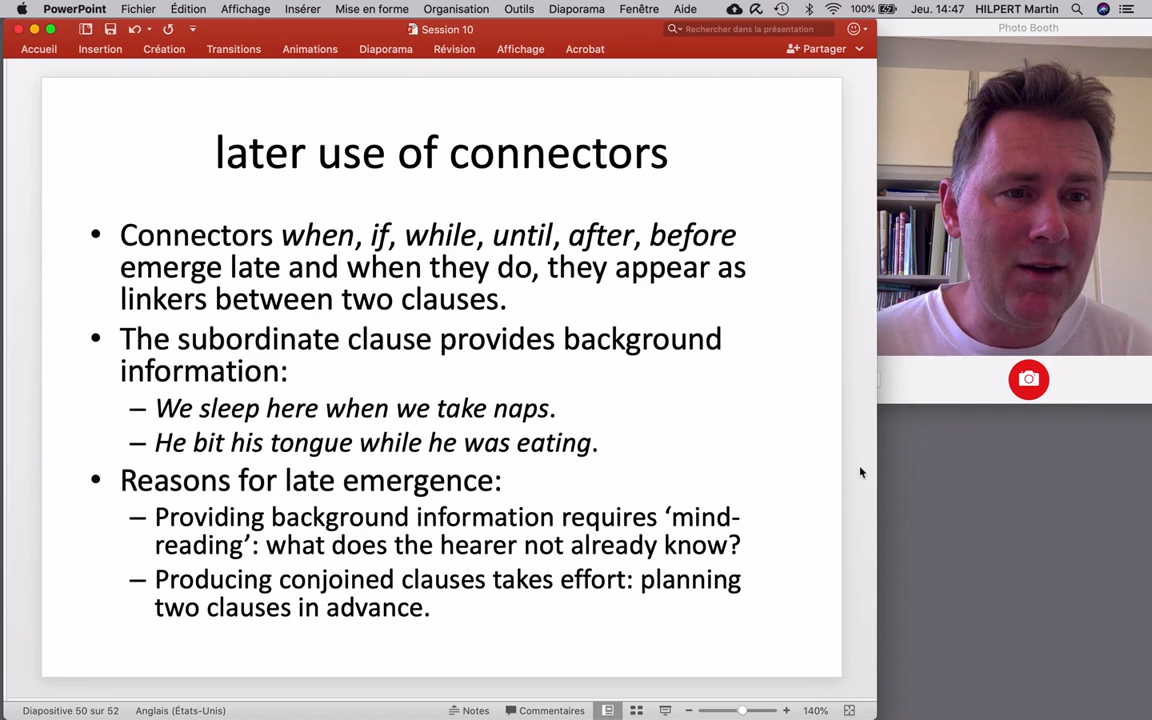 PowerPoint Fichier Édition Affichage Insérer Mise en forme Organisation Outils Diaporama Fenêtre Aide 100% Jeu. 14:47 HILPERT Martin
Session 10
Rechercher dans la présentation
Photo Booth
Accueil Insertion Création Transitions Animations Diaporama Révision Affichage Acrobat Partager
later use of connectors
• Connectors when, if, while, until, after, before
emerge late and when they do, they appear as
linkers between two clauses.
• The subordinate clause provides background
information:
– We sleep here when we take naps.
– He bit his tongue while he was eating.
• Reasons for late emergence:
– Providing background information requires ‘mind-
reading’: what does the hearer not already know?
– Producing conjoined clauses takes effort: planning
two clauses in advance.
Diapositive 50 sur 52 Anglais (États-Unis) Notes Commentaires 140%